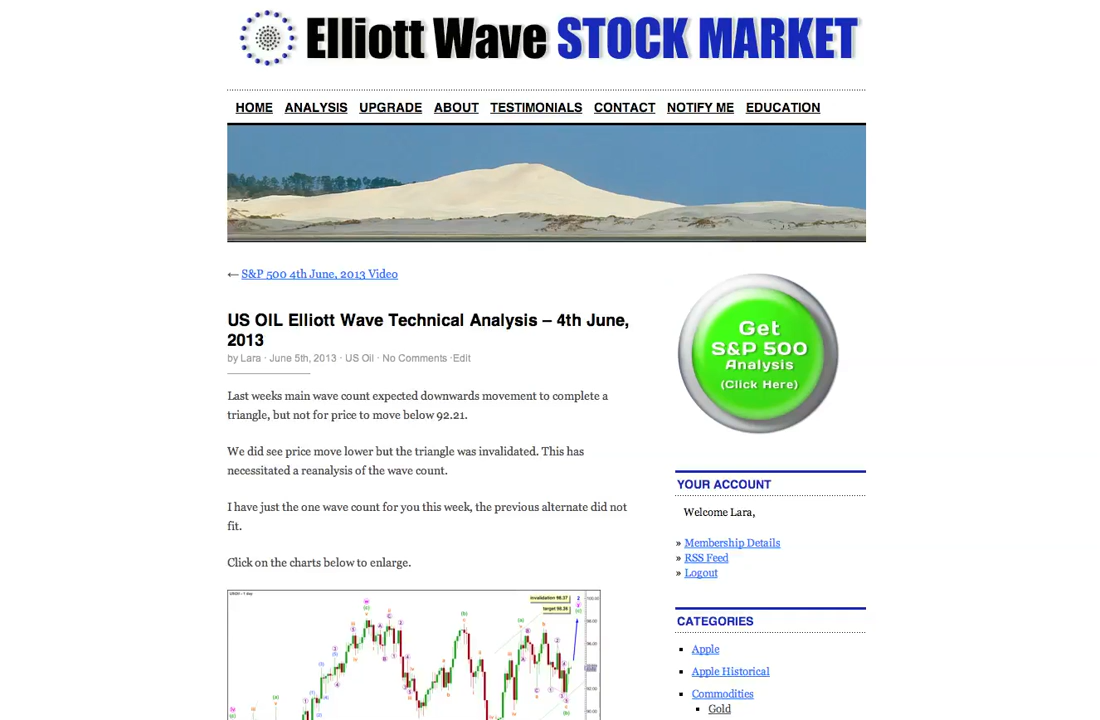 Elliott Wave STOCK MARKET
HOME ANALYSIS UPGRADE ABOUT TESTIMONIALS CONTACT NOTIFY ME EDUCATION
← S&P 500 4th June, 2013 Video
US OIL Elliott Wave Technical Analysis – 4th June,
2013
by Lara · June 5th, 2013 · US Oil · No Comments ·Edit
Last weeks main wave count expected downwards movement to complete a
triangle, but not for price to move below 92.21.
We did see price move lower but the triangle was invalidated. This has
necessitated a reanalysis of the wave count.
I have just the one wave count for you this week, the previous alternate did not
fit.
Click on the charts below to enlarge.
invalidation 98.37
target 98.36
Get
S&P 500
Analysis
(Click Here)
YOUR ACCOUNT
Welcome Lara,
» Membership Details
» RSS Feed
» Logout
CATEGORIES
Apple
Apple Historical
Commodities
Gold